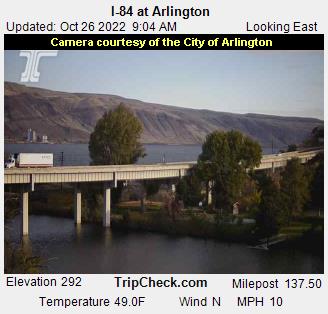 I-84 at Arlington
Updated: Oct 26 2022 9:04 AM Looking East
Camera courtesy of the City of Arlington
Elevation 292 TripCheck.com Milepost 137.50
Temperature 49.0F Wind N MPH 10